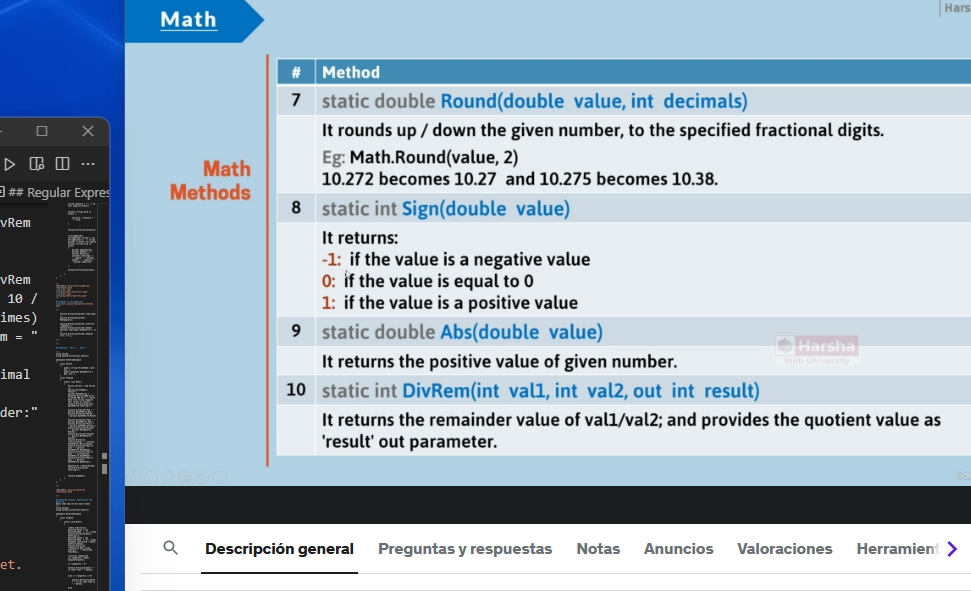 Math
Hars
# Method
7 static double Round(double value, int decimals)
It rounds up / down the given number, to the specified fractional digits.
Eg: Math.Round(value, 2)
10.272 becomes 10.27 and 10.275 becomes 10.38.
Math
Methods
8 static int Sign(double value)
It returns:
-1: if the value is a negative value
0: if the value is equal to 0
1: if the value is a positive value
9 static double Abs(double value)
It returns the positive value of given number.
10 static int DivRem(int val1, int val2, out int result)
It returns the remainder value of val1/val2; and provides the quotient value as
'result' out parameter.
Harsha
Web University
## Regular Expres
vRem
vRem
10 /
imes)
m = "
imal
der:"
et.
Descripción general Preguntas y respuestas Notas Anuncios Valoraciones Herramien